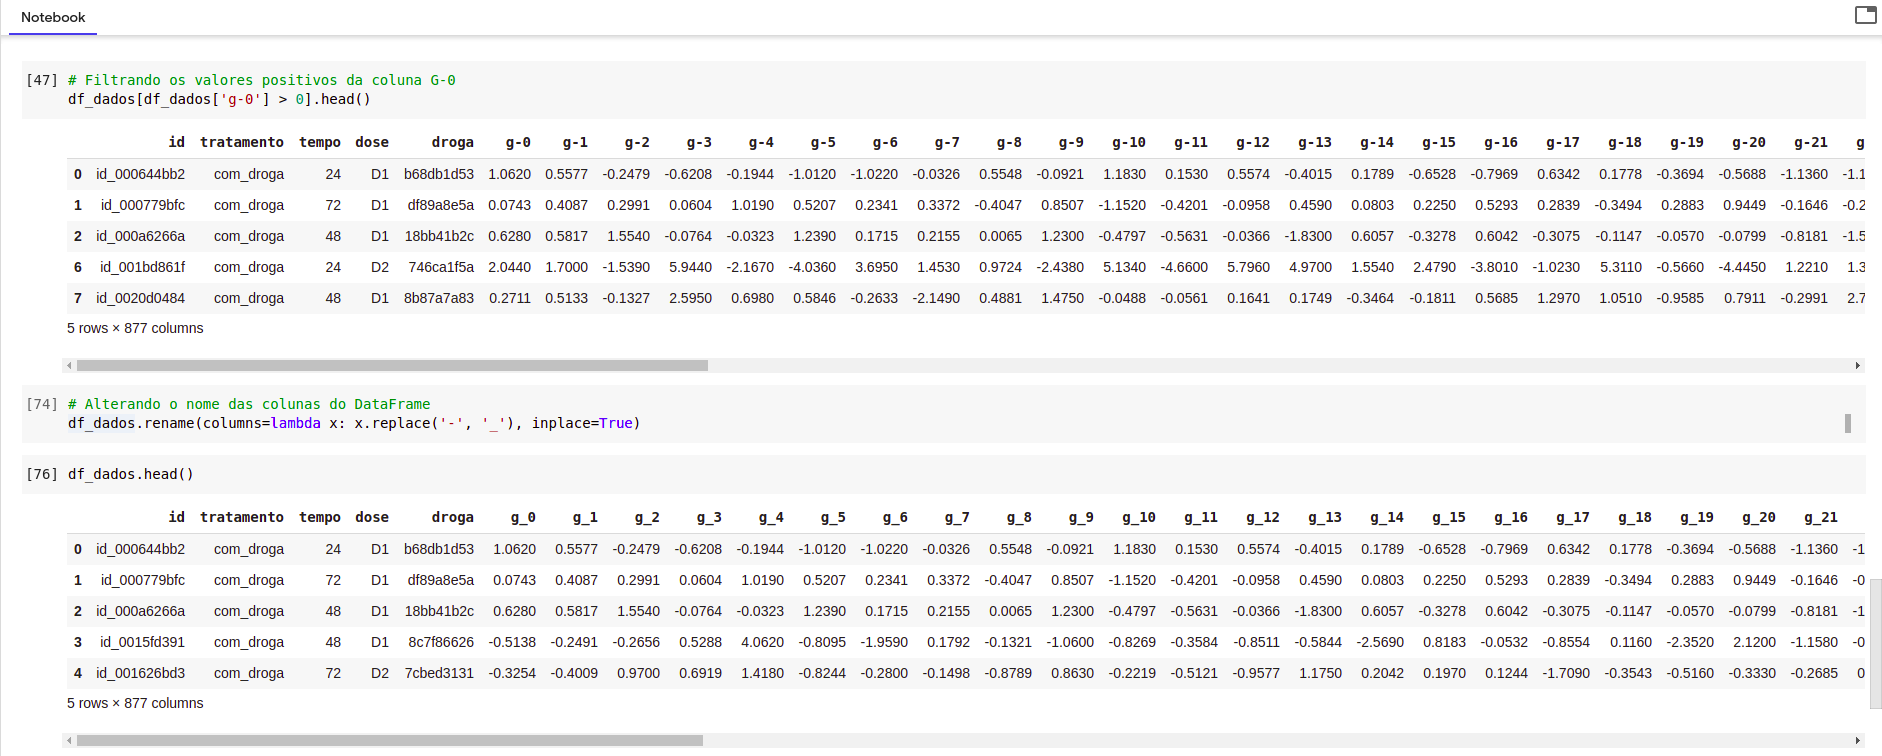 Notebook
[47] # Filtrando os valores positivos da coluna G-0
df_dados[df_dados['g-0'] > 0].head()
id tratamento tempo dose droga g-0 g-1 g-2 g-3 g-4 g-5 g-6 g-7 g-8 g-9 g-10 g-11 g-12 g-13 g-14 g-15 g-16 g-17 g-18 g-19 g-20 g-21 g
0 id_000644bb2 com_droga 24 D1 b68db1d53 1.0620 0.5577 -0.2479 -0.6208 -0.1944 -1.0120 -1.0220 -0.0326 0.5548 -0.0921 1.1830 0.1530 0.5574 -0.4015 0.1789 -0.6528 -0.7969 0.6342 0.1778 -0.3694 -0.5688 -1.1360 -1.1
1 id_000779bfc com_droga 72 D1 df89a8e5a 0.0743 0.4087 0.2991 0.0604 1.0190 0.5207 0.2341 0.3372 -0.4047 0.8507 -1.1520 -0.4201 -0.0958 0.4590 0.0803 0.2250 0.5293 0.2839 -0.3494 0.2883 0.9449 -0.1646 -0.2
2 id_000a6266a com_droga 48 D1 18bb41b2c 0.6280 0.5817 1.5540 -0.0764 -0.0323 1.2390 0.1715 0.2155 0.0065 1.2300 -0.4797 -0.5631 -0.0366 -1.8300 0.6057 -0.3278 0.6042 -0.3075 -0.1147 -0.0570 -0.0799 -0.8181 -1.5
6 id_001bd861f com_droga 24 D2 746ca1f5a 2.0440 1.7000 -1.5390 5.9440 -2.1670 -4.0360 3.6950 1.4530 0.9724 -2.4380 5.1340 -4.6600 5.7960 4.9700 1.5540 2.4790 -3.8010 -1.0230 5.3110 -0.5660 -4.4450 1.2210 1.3
7 id_0020d0484 com_droga 48 D1 8b87a7a83 0.2711 0.5133 -0.1327 2.5950 0.6980 0.5846 -0.2633 -2.1490 0.4881 1.4750 -0.0488 -0.0561 0.1641 0.1749 -0.3464 -0.1811 0.5685 1.2970 1.0510 -0.9585 0.7911 -0.2991 2.7
5 rows × 877 columns
[74] # Alterando o nome das colunas do DataFrame
df_dados.rename(columns=lambda x: x.replace('-', '_'), inplace=True)
[76] df_dados.head()
id tratamento tempo dose droga g_0 g_1 g_2 g_3 g_4 g_5 g_6 g_7 g_8 g_9 g_10 g_11 g_12 g_13 g_14 g_15 g_16 g_17 g_18 g_19 g_20 g_21
0 id_000644bb2 com_droga 24 D1 b68db1d53 1.0620 0.5577 -0.2479 -0.6208 -0.1944 -1.0120 -1.0220 -0.0326 0.5548 -0.0921 1.1830 0.1530 0.5574 -0.4015 0.1789 -0.6528 -0.7969 0.6342 0.1778 -0.3694 -0.5688 -1.1360 -1
1 id_000779bfc com_droga 72 D1 df89a8e5a 0.0743 0.4087 0.2991 0.0604 1.0190 0.5207 0.2341 0.3372 -0.4047 0.8507 -1.1520 -0.4201 -0.0958 0.4590 0.0803 0.2250 0.5293 0.2839 -0.3494 0.2883 0.9449 -0.1646 -0
2 id_000a6266a com_droga 48 D1 18bb41b2c 0.6280 0.5817 1.5540 -0.0764 -0.0323 1.2390 0.1715 0.2155 0.0065 1.2300 -0.4797 -0.5631 -0.0366 -1.8300 0.6057 -0.3278 0.6042 -0.3075 -0.1147 -0.0570 -0.0799 -0.8181 -1
3 id_0015fd391 com_droga 48 D1 8c7f86626 -0.5138 -0.2491 -0.2656 0.5288 4.0620 -0.8095 -1.9590 0.1792 -0.1321 -1.0600 -0.8269 -0.3584 -0.8511 -0.5844 -2.5690 0.8183 -0.0532 -0.8554 0.1160 -2.3520 2.1200 -1.1580 -0
4 id_001626bd3 com_droga 72 D2 7cbed3131 -0.3254 -0.4009 0.9700 0.6919 1.4180 -0.8244 -0.2800 -0.1498 -0.8789 0.8630 -0.2219 -0.5121 -0.9577 1.1750 0.2042 0.1970 0.1244 -1.7090 -0.3543 -0.5160 -0.3330 -0.2685 0
5 rows × 877 columns